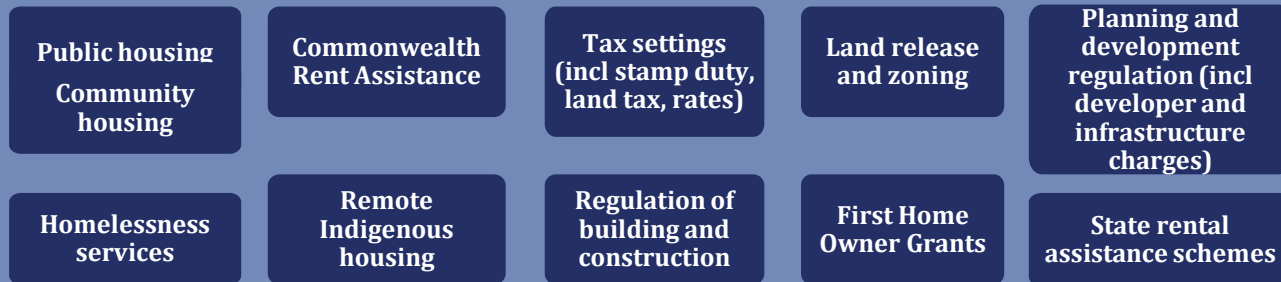 Public housing
Community
housing
Commonwealth
Rent Assistance
Tax settings
(incl stamp duty,
land tax, rates)
Land release
and zoning
Planning and
development
regulation (incl
developer and
infrastructure
charges)
Homelessness
services
Remote
Indigenous
housing
Regulation of
building and
construction
First Home
Owner Grants
State rental
assistance schemes